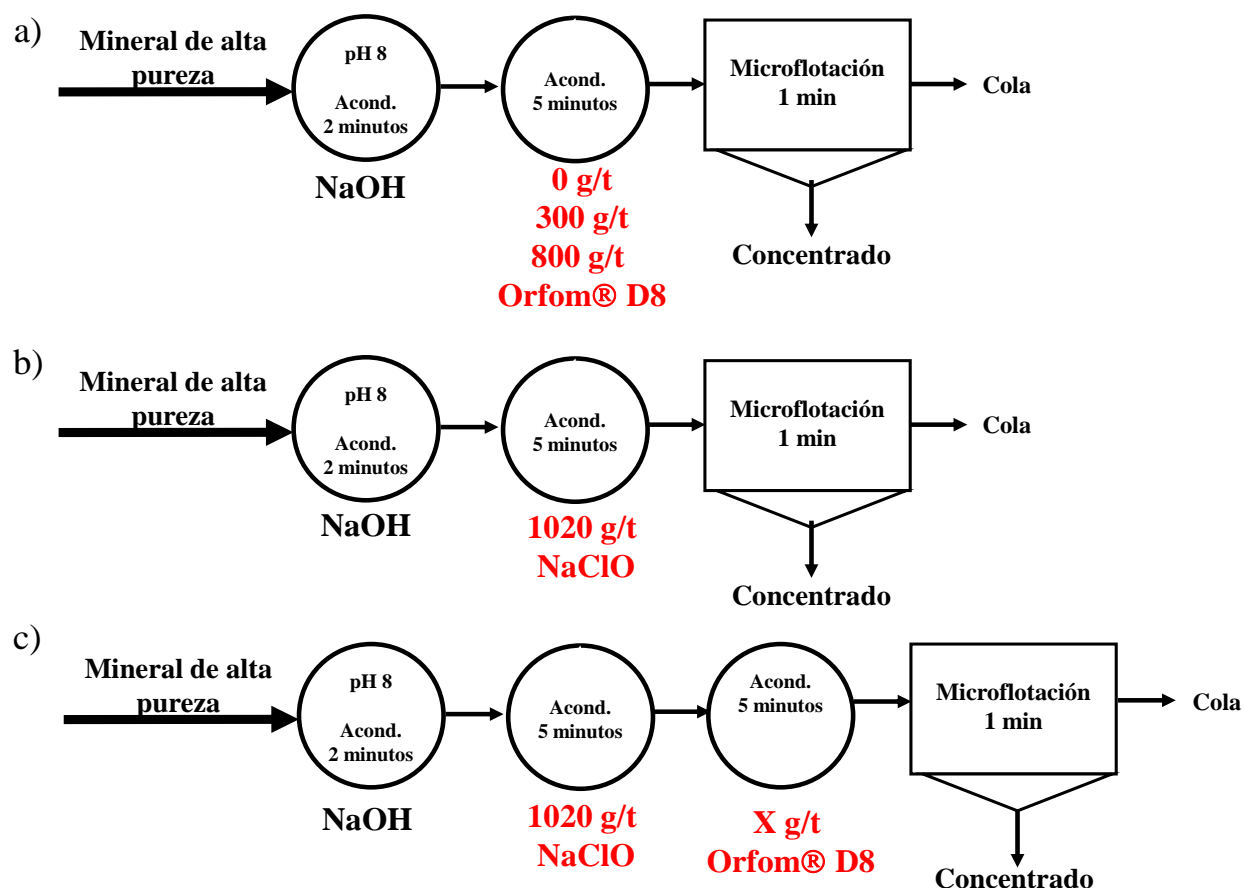 a)
Mineral de alta
pureza
pH 8
Acond.
2 minutos
NaOH
Acond.
5 minutos
0 g/t
300 g/t
800 g/t
Orfom® D8
Microflotación
1 min
Cola
Concentrado
b)
Mineral de alta
pureza
pH 8
Acond.
2 minutos
NaOH
Acond.
5 minutos
1020 g/t
NaClO
Microflotación
1 min
Cola
Concentrado
c)
Mineral de alta
pureza
pH 8
Acond.
2 minutos
NaOH
Acond.
5 minutos
1020 g/t
NaClO
Acond.
5 minutos
X g/t
Orfom® D8
Microflotación
1 min
Cola
Concentrado